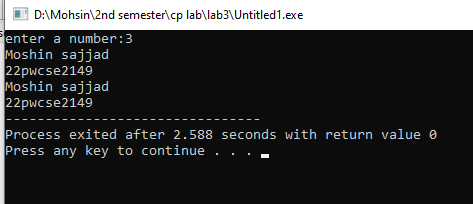 D:\Mohsin\2nd semester\cp lab\lab3\Untitled1.exe
enter a number:3
Moshin sajjad
22pwcse2149
Moshin sajjad
22pwcse2149
--------------------------------
Process exited after 2.588 seconds with return value 0
Press any key to continue . . .